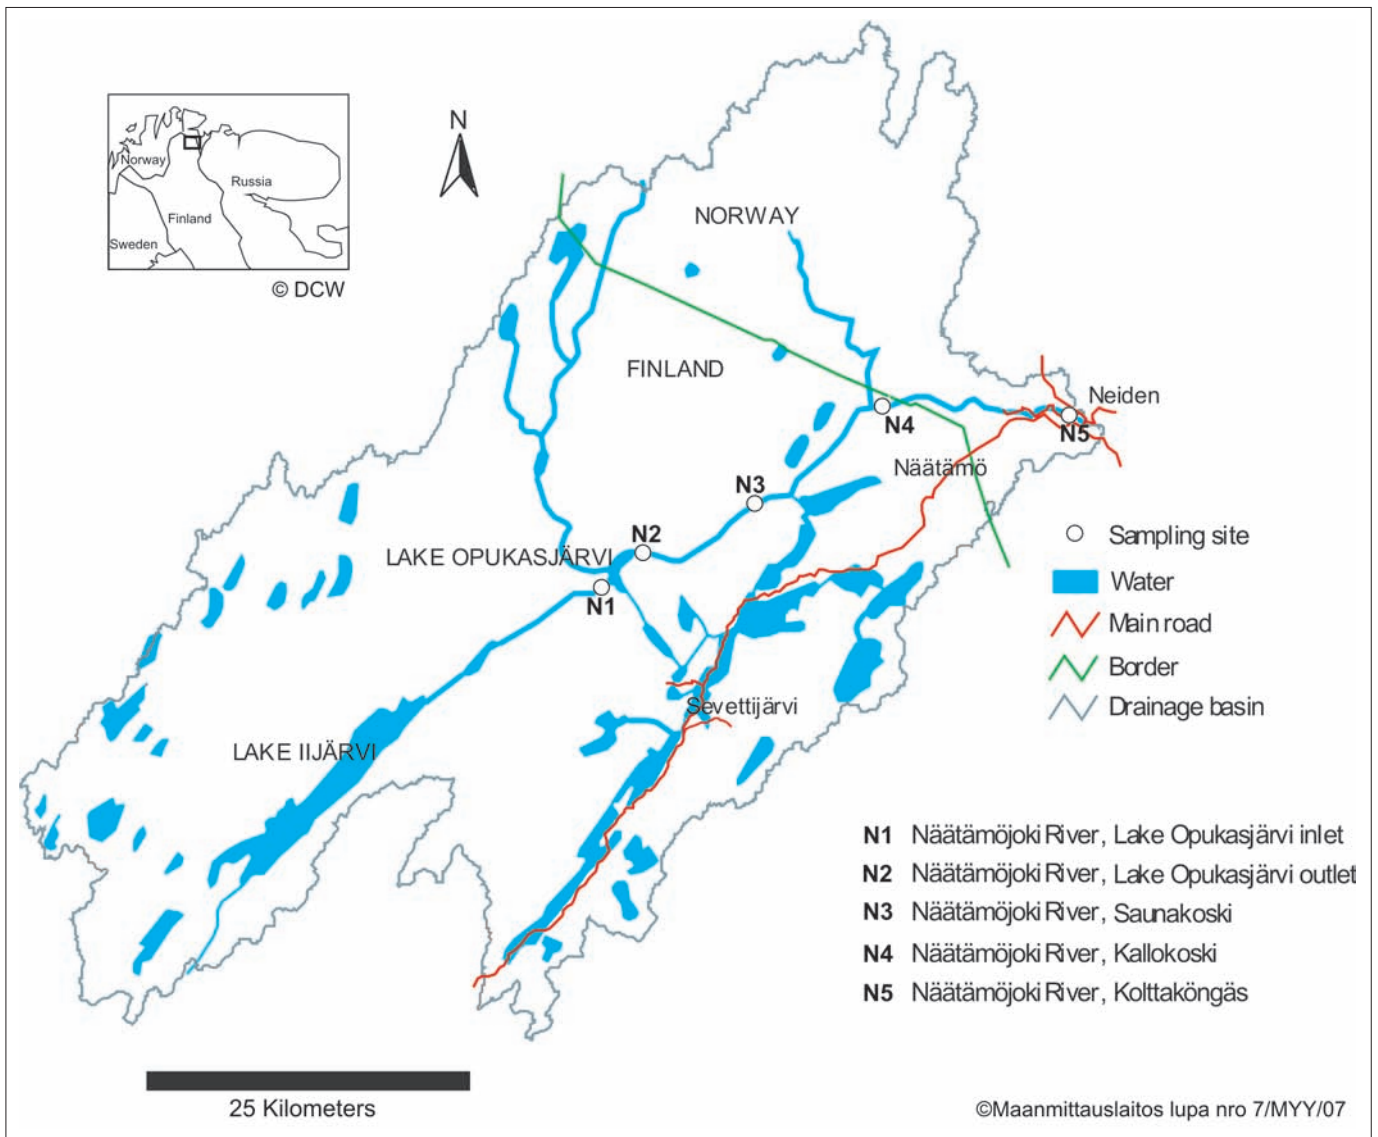 N
Norway
Russia
Finland
Sweden
© DCW
NORWAY
FINLAND
Neiden
N4
N5
Näätämö
N3
N2
LAKE OPUKASJÄRVI
N1
Sevettijärvi
LAKE IIJÄRVI
Sampling site
Water
Main road
Border
Drainage basin
N1 Näätämöjoki River, Lake Opukasjärvi inlet
N2 Näätämöjoki River, Lake Opukasjärvi outlet
N3 Näätämöjoki River, Saunakoski
N4 Näätämöjoki River, Kallokoski
N5 Näätämöjoki River, Kolttaköngäs
25 Kilometers
©Maanmittauslaitos lupa nro 7/MYY/07